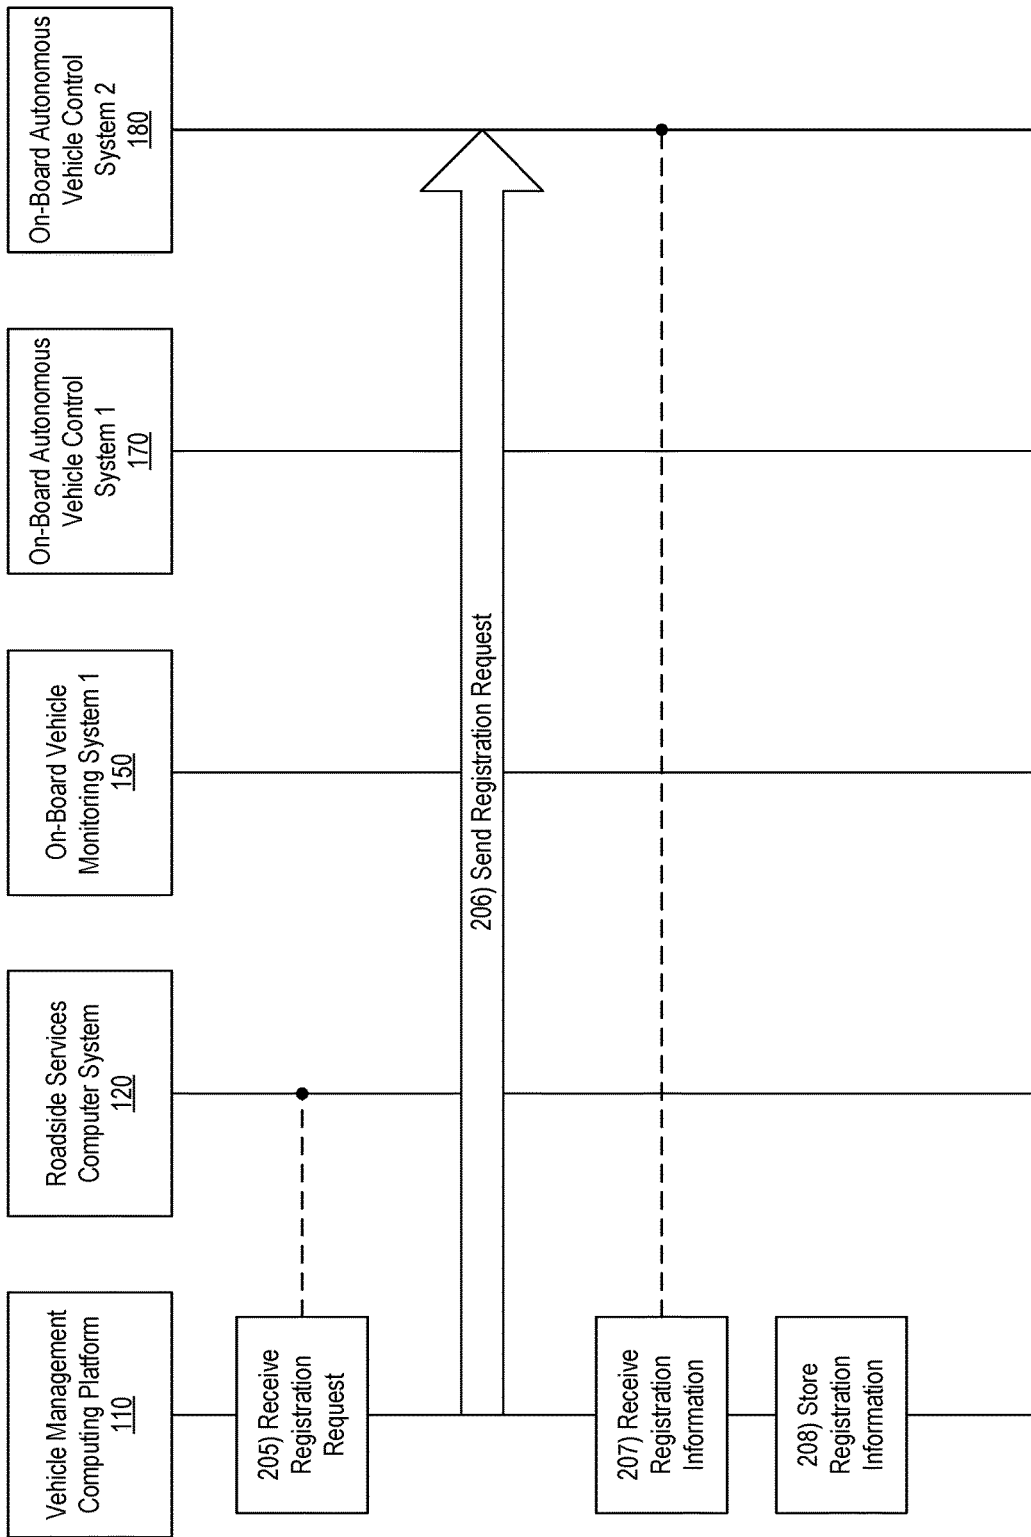 Vehicle Management
Computing Platform
110
Roadside Services
Computer System
120
On-Board Vehicle
Monitoring System 1
150
On-Board Autonomous
Vehicle Control
System 1
170
On-Board Autonomous
Vehicle Control
System 2
180
205) Receive
Registration
Request
206) Send Registration Request
207) Receive
Registration
Information
208) Store
Registration
Information